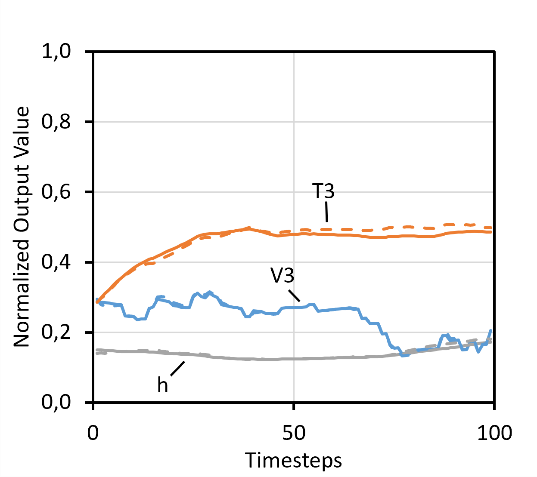 1,0
0,8
0,6
0,4
0,2
0,0
Normalized Output Value
T3
V3
h
0
50
100
Timesteps